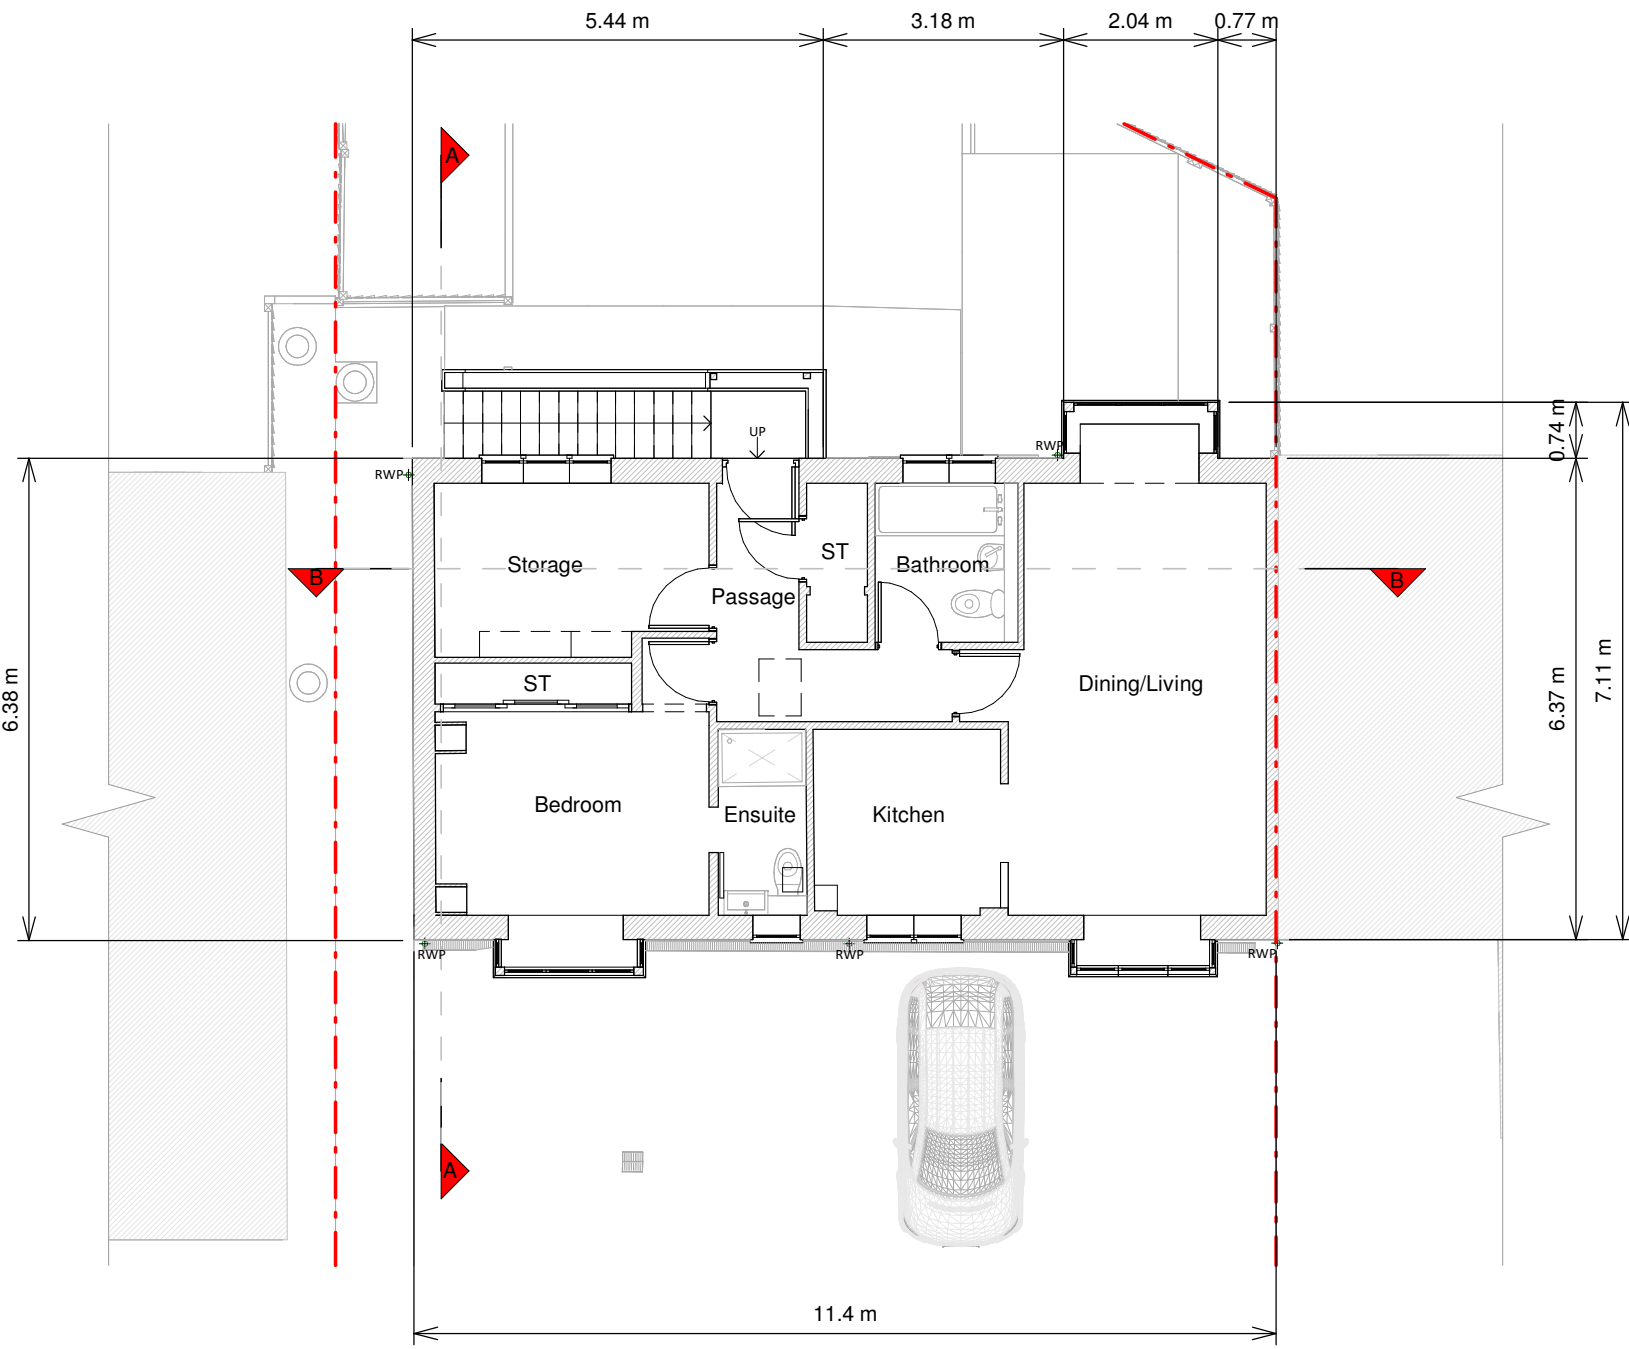 5.44 m
3.18 m
2.04 m
0.77 m
A
0.74 m
UP
RWP
RWP
Storage
ST
Bathroom
B
B
Passage
ST
Dining/Living
6.38 m
6.37 m
7.11 m
Bedroom
Ensuite
Kitchen
RWP
RWP
RWP
A
11.4 m